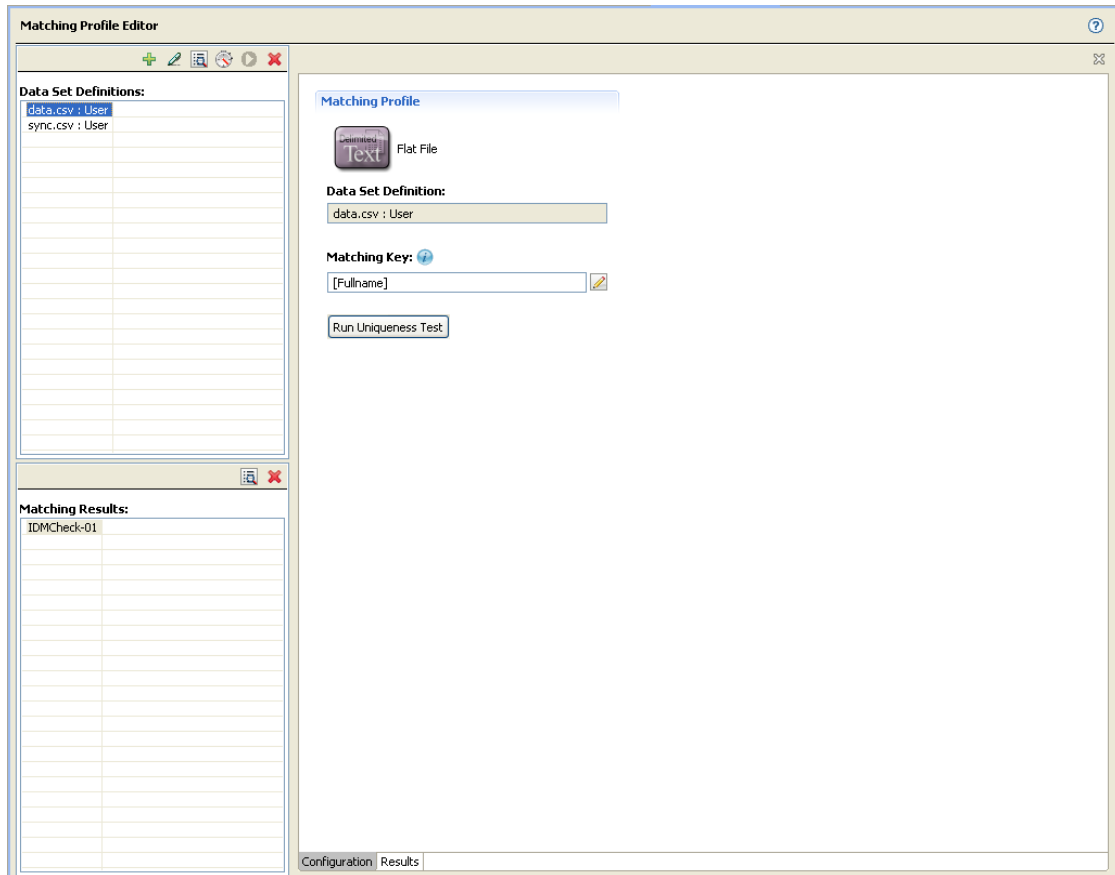 Matching Profile Editor
Data Set Definitions:
data.csv : User
sync.csv : User
Matching Results:
IDMCheck-01
Matching Profile
Delimited
Text
Flat File
Data Set Definition:
data.csv : User
Matching Key:
[Fullname]
Run Uniqueness Test
Configuration
Results